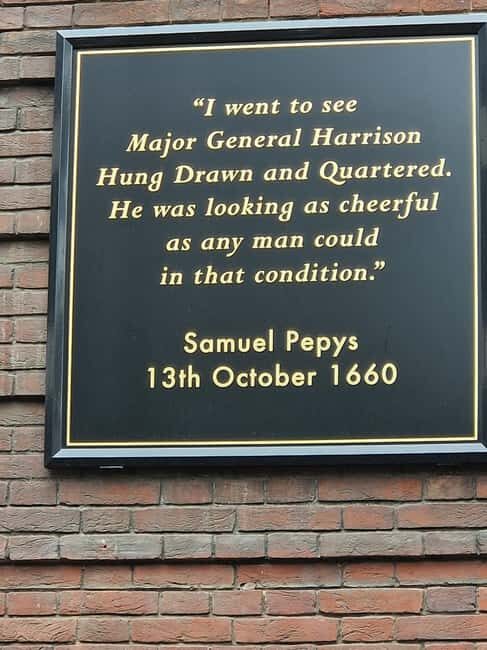 “I went to see
Major General Harrison
Hung Drawn and Quartered.
He was looking as cheerful
as any man could
in that condition.”
Samuel Pepys
13th October 1660